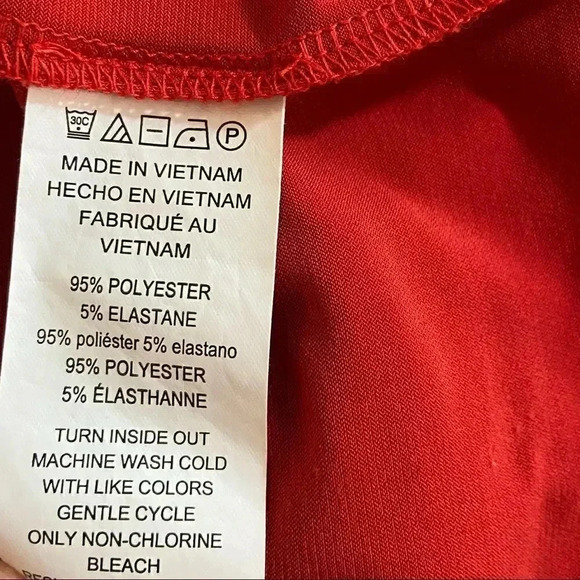 30C P
MADE IN VIETNAM
HECHO EN VIETNAM
FABRIQUÉ AU
VIETNAM
95% POLYESTER
5% ELASTANE
95% poliéster 5% elastano
95% POLYESTER
5% ÉLASTHANNE
TURN INSIDE OUT
MACHINE WASH COLD
WITH LIKE COLORS
GENTLE CYCLE
ONLY NON-CHLORINE
BLEACH